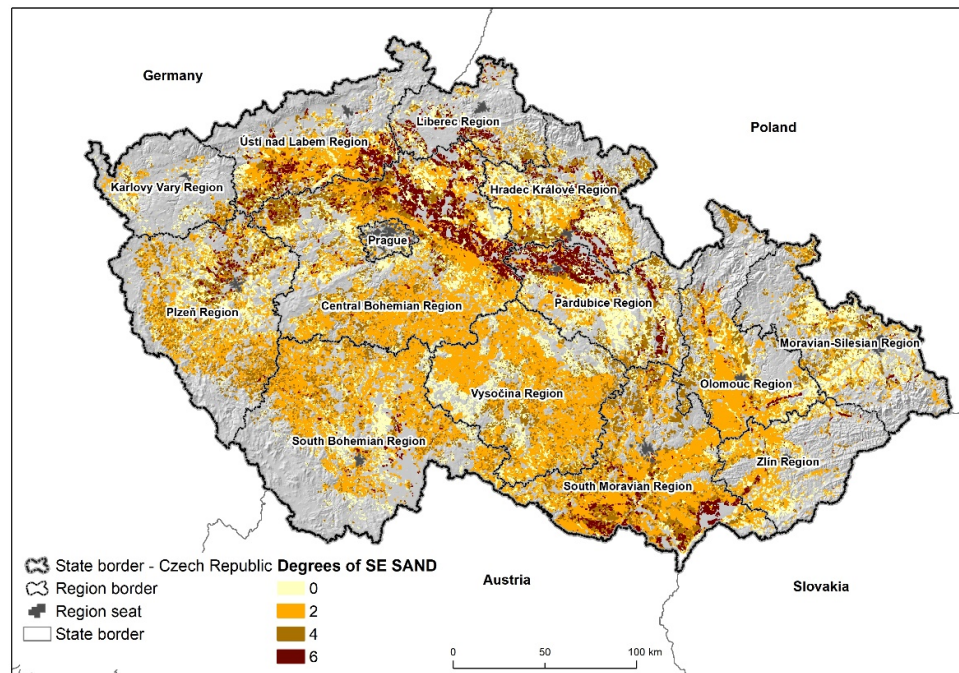 Germany
Poland
Liberec Region
Ústí nad Labem Region
Karlovy Vary Region
Hradec Králové Region
Prague
Plzeň Region
Central Bohemian Region
Pardubice Region
Moravian-Silesian Region
Olomouc Region
Vysočina Region
South Bohemian Region
Zlín Region
South Moravian Region
Austria
Slovakia
State border - Czech Republic
Region border
Region seat
State border
Degrees of SE SAND
0
2
4
6
0 50 100 km